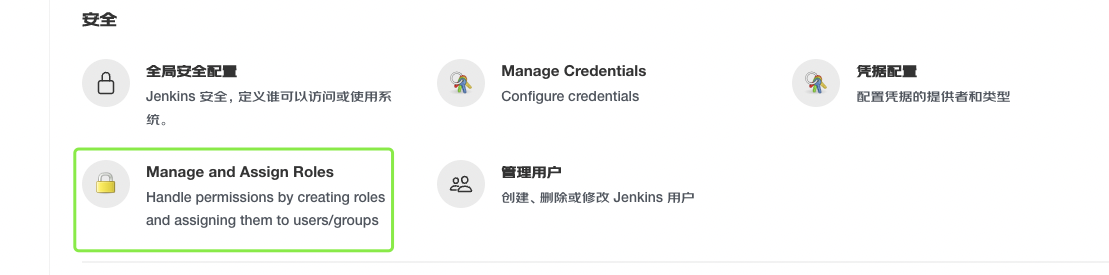 安全
全局安全配置
Jenkins 安全，定义谁可以访问或使用系
统。
Manage Credentials
Configure credentials
凭据配置
配置凭据的提供者和类型
Manage and Assign Roles
Handle permissions by creating roles
and assigning them to users/groups
管理用户
创建、删除或修改 Jenkins 用户